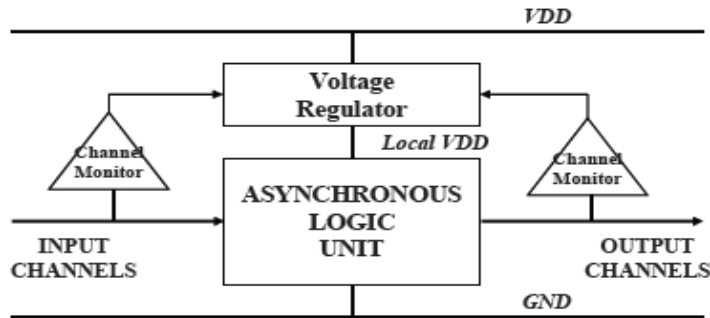 VDD
Voltage
Regulator
Channel
Monitor
Local VDD
Channel
Monitor
ASYNCHRONOUS
LOGIC
UNIT
INPUT
CHANNELS
OUTPUT
CHANNELS
GND